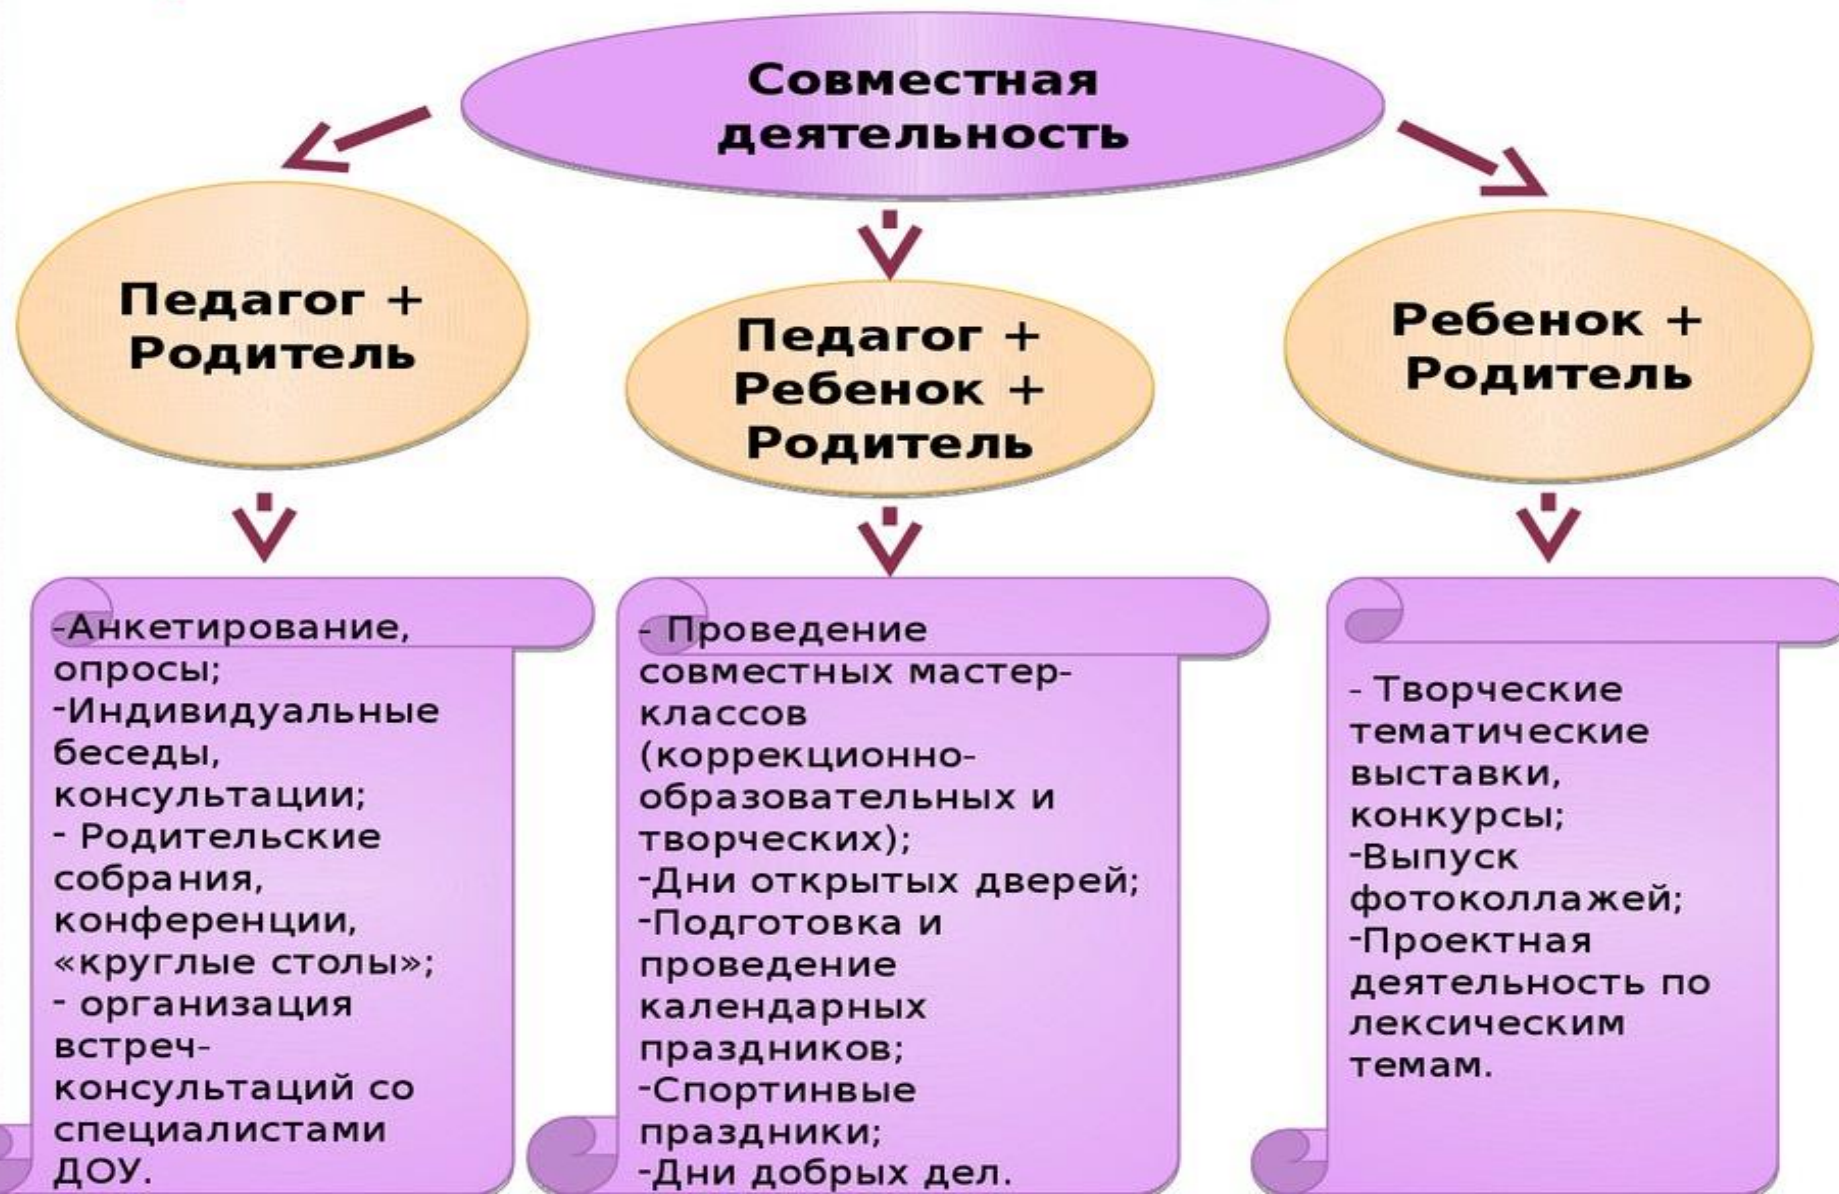 Совместная
деятельность
Педагог +
Родитель
Педагог +
Ребенок +
Родитель
Ребенок +
Родитель
-Анкетирование,
опросы;
-Индивидуальные
беседы,
консультации;
- Родительские
собрания,
конференции,
«круглые столы»;
- организация
встреч-
консультаций со
специалистами
ДОУ.
- Проведение
совместных мастер-
классов
(коррекционно-
образовательных и
творческих);
-Дни открытых дверей;
-Подготовка и
проведение
календарных
праздников;
-Спортинвые
праздники;
-Дни добрых дел.
- Творческие
тематические
выставки,
конкурсы;
-Выпуск
фотоколлажей;
-Проектная
деятельность по
лексическим
темам.